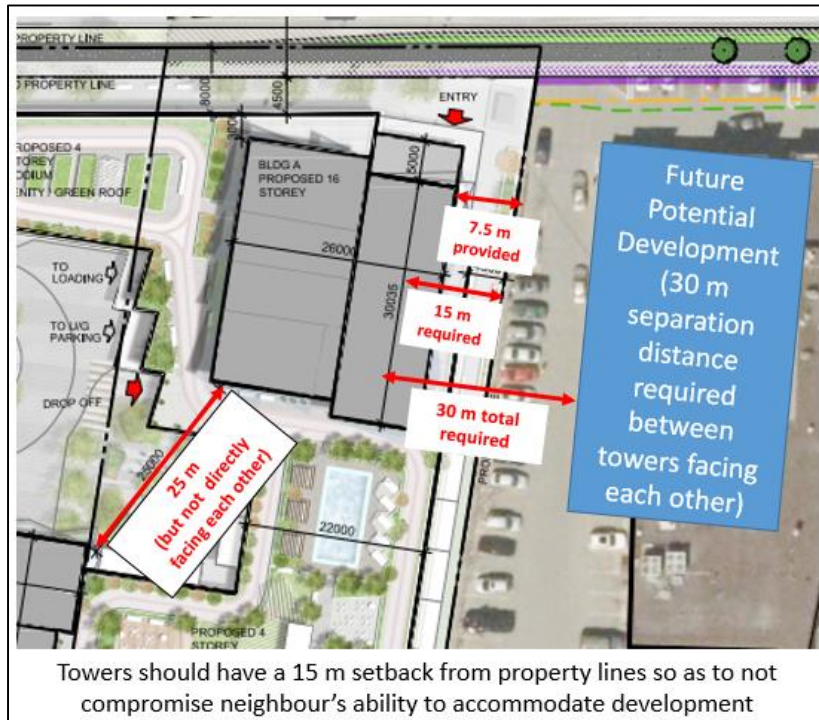 PROPERTY LINE
D PROPERTY LINE
8000
4500
ENTRY
ROPOSED 4
STOREY
ODIUM
ENITY / GREEN ROOF
BLDG A
PROPOSED 16
STOREY
5000
26000
30035
7.5 m
provided
15 m
required
30 m total
required
TO
LOADING
TO U/G
PARKING
DROP OFF
25000
25 m
(but not directly
facing each other)
22000
PROPOSED 4
STOREY
Future
Potential
Development
(30 m
separation
distance
required
between
towers facing
each other)
Towers should have a 15 m setback from property lines so as to not
compromise neighbour's ability to accommodate development